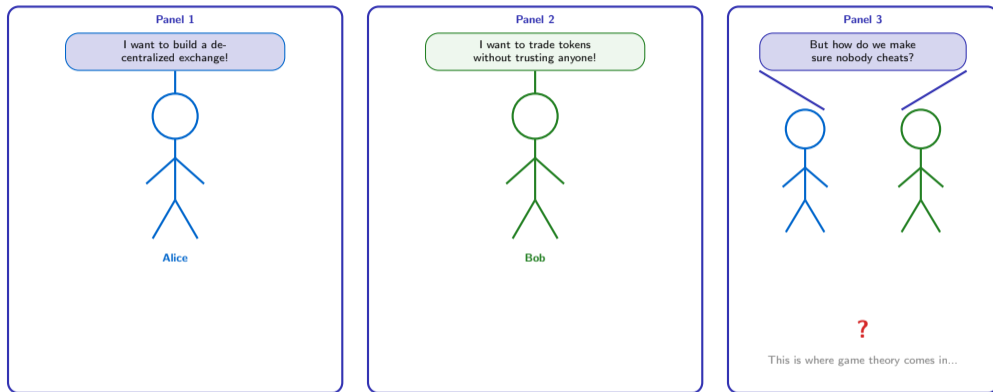 Panel 1
I want to build a de-
centralized exchange!
Alice
Panel 2
I want to trade tokens
without trusting anyone!
Bob
Panel 3
But how do we make
sure nobody cheats?
?
This is where game theory comes in...